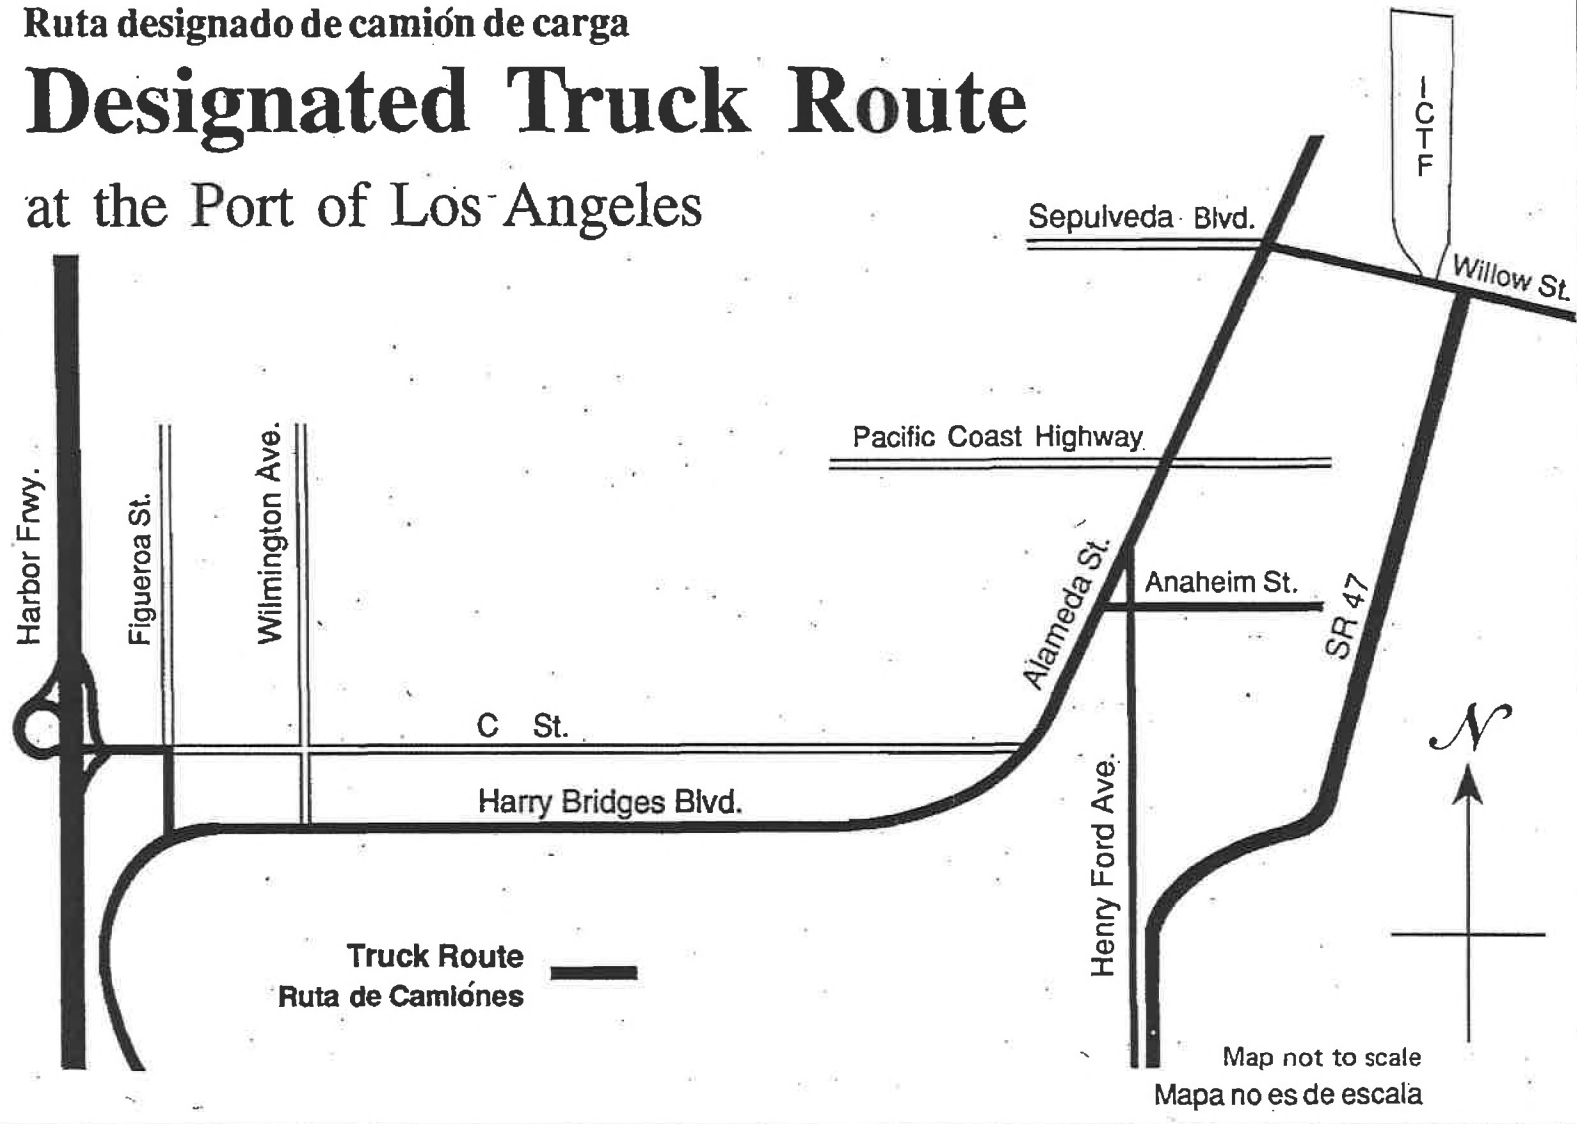 Ruta designado de camión de carga
Designated Truck Route
at the Port of Los Angeles
ICTF
Sepulveda Blvd.
Willow St.
Pacific Coast Highway
Harbor Frwy.
Figueroa St.
Wilmington Ave.
Alameda St.
Anaheim St.
SR 47
C St.
N
Harry Bridges Blvd.
Henry Ford Ave.
Truck Route
Ruta de Camiónes
Map not to scale
Mapa no es de escala